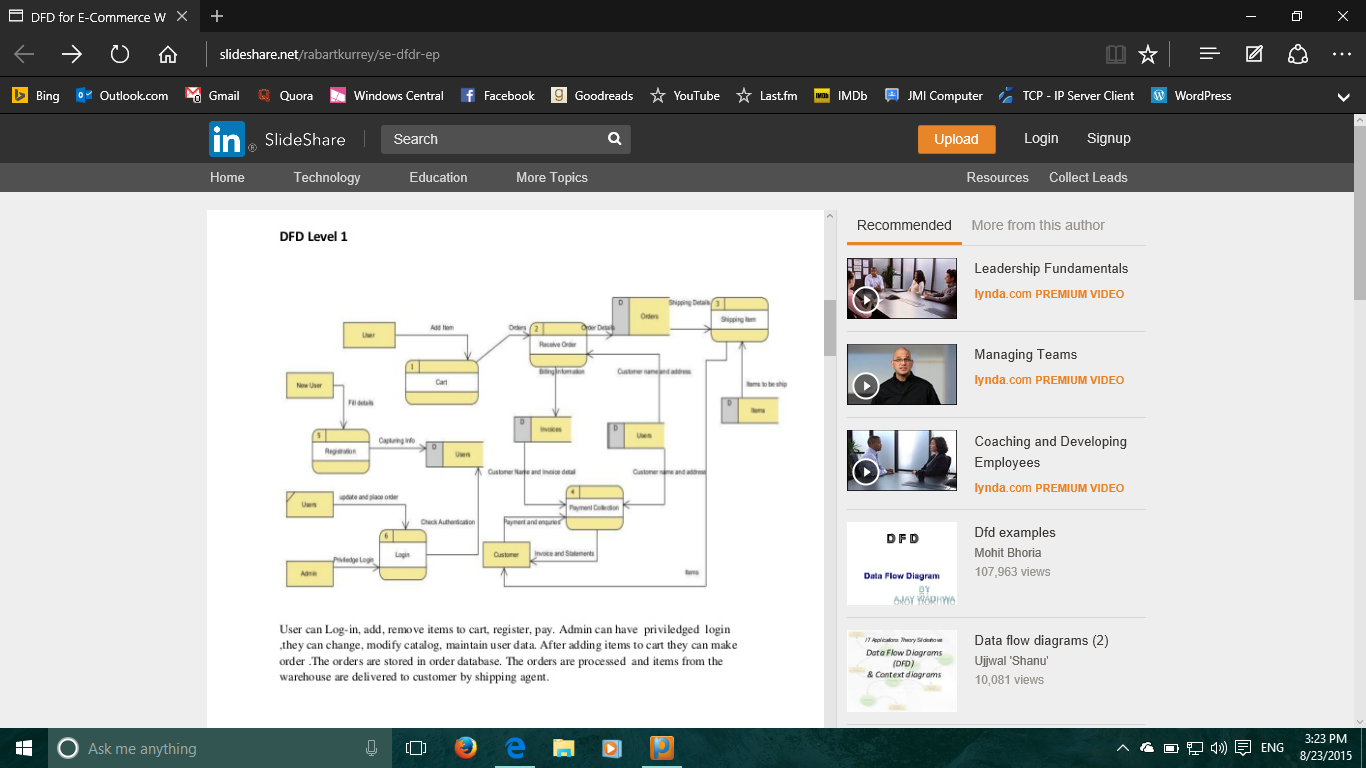 DFD for E-Commerce W
slideshare.net/rabartkurrey/se-dfdr-ep
Bing Outlook.com Gmail Quora Windows Central Facebook Goodreads YouTube Last.fm IMDb JMI Computer TCP - IP Server Client WordPress
in ® SlideShare Search Upload Login Signup
Home Technology Education More Topics Resources Collect Leads
DFD Level 1
User
Add Item
1
Cart
Orders
2
Receive Order
Order Details
D
Orders
Shipping Details
3
Shipping Item
New User
Fill details
5
Registration
Capturing Info
D
Users
Billing Information
D
Invoices
Customer name and address
D
Users
Items to be ship
D
Items
Customer Name and Invoice detail
Customer name and address
4
Payment Collection
Users
update and place order
6
Login
Check Authentication
Admin
Priviledge Login
Payment and enquries
Customer
Invoice and Statements
Items
User can Log-in, add, remove items to cart, register, pay. Admin can have priviledged login
,they can change, modify catalog, maintain user data. After adding items to cart they can make
order .The orders are stored in order database. The orders are processed and items from the
warehouse are delivered to customer by shipping agent.
Recommended More from this author
Leadership Fundamentals
lynda.com PREMIUM VIDEO
Managing Teams
lynda.com PREMIUM VIDEO
Coaching and Developing
Employees
lynda.com PREMIUM VIDEO
DFD
Data Flow Diagram
BY
Dfd examples
Mohit Bhoria
107,963 views
IT Applications Theory Slideshows
Data Flow Diagrams
(DFD)
& Context diagrams
Data flow diagrams (2)
Ujjwal 'Shanu'
10,081 views
Ask me anything
ENG
3:23 PM
8/23/2015